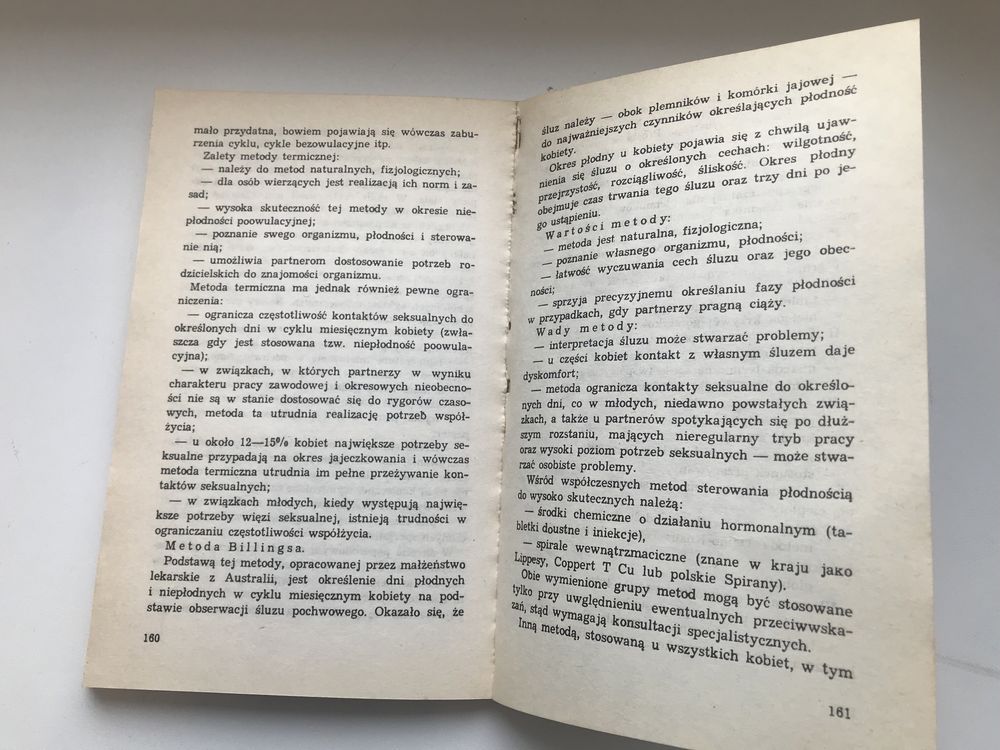 mało przydatna, bowiem pojawiają się wówczas zabu-
rzenia cyklu, cykle bezowulacyjne itp.
Zalety metody termicznej:
— należy do metod naturalnych, fizjologicznych;
— dla osób wierzących jest realizacją ich norm i za-
sad;
— wysoka skuteczność tej metody w okresie nie-
płodności poowulacyjnej;
— poznanie swego organizmu, płodności i sterowa-
nie nią;
— umożliwia partnerom dostosowanie potrzeb ro-
dzicielskich do znajomości organizmu.
Metoda termiczna ma jednak również pewne ogra-
niczenia:
— ogranicza częstotliwość kontaktów seksualnych do
określonych dni w cyklu miesięcznym kobiety (zwła-
szcza gdy jest stosowana tzw. niepłodność poowula-
cyjna);
— w związkach, w których partnerzy w wyniku
charakteru pracy zawodowej i okresowych nieobecno-
ści nie są w stanie dostosować się do rygorów czaso-
wych, metoda ta utrudnia realizację potrzeb współ-
życia;
— u około 12—15% kobiet największe potrzeby se-
ksualne przypadają na okres jajeczkowania i wówczas
metoda termiczna utrudnia im pełne przeżywanie kon-
taktów seksualnych;
— w związkach młodych, kiedy występują najwię-
ksze potrzeby więzi seksualnej, istnieją trudności w
ograniczaniu częstotliwości współżycia.
Metoda Billingsa.
Podstawą tej metody, opracowanej przez małżeństwo
lekarskie z Australii, jest określenie dni płodnych
i niepłodnych w cyklu miesięcznym kobiety na pod-
stawie obserwacji śluzu pochwowego. Okazało się, że
160
śluz należy — obok plemników i komórki jajowej —
do najważniejszych czynników określających płodność
kobiety.
Okres płodny u kobiety pojawia się z chwilą ujaw-
nienia się śluzu o określonych cechach: wilgotność,
przejrzystość, rozciągliwość, śliskość. Okres płodny
obejmuje czas trwania tego śluzu oraz trzy dni po je-
go ustąpieniu.
Wartości metody:
— metoda jest naturalna, fizjologiczna;
— poznanie własnego organizmu, płodności;
— łatwość wyczuwania cech śluzu oraz jego obec-
ności;
— sprzyja precyzyjnemu określaniu fazy płodności
w przypadkach, gdy partnerzy pragną ciąży.
Wady metody:
— interpretacja śluzu może stwarzać problemy;
— u części kobiet kontakt z własnym śluzem daje
dyskomfort;
— metoda ogranicza kontakty seksualne do określo-
nych dni, co w młodych, niedawno powstałych zwią-
zkach, a także u partnerów spotykających się po dłuż-
szym rozstaniu, mających nieregularny tryb pracy
oraz wysoki poziom potrzeb seksualnych — może stwa-
rzać osobiste problemy.
Wśród współczesnych metod sterowania płodnością
do wysoko skutecznych należą:
— środki chemiczne o działaniu hormonalnym (ta-
bletki doustne i iniekcje),
— spirale wewnątrzmaciczne (znane w kraju jako
Lippesy, Coppert T Cu lub polskie Spirany).
Obie wymienione grupy metod mogą być stosowane
tylko przy uwględnieniu ewentualnych przeciwwska-
zań, stąd wymagają konsultacji specjalistycznych.
Inną metodą, stosowaną u wszystkich kobiet, w tym
161